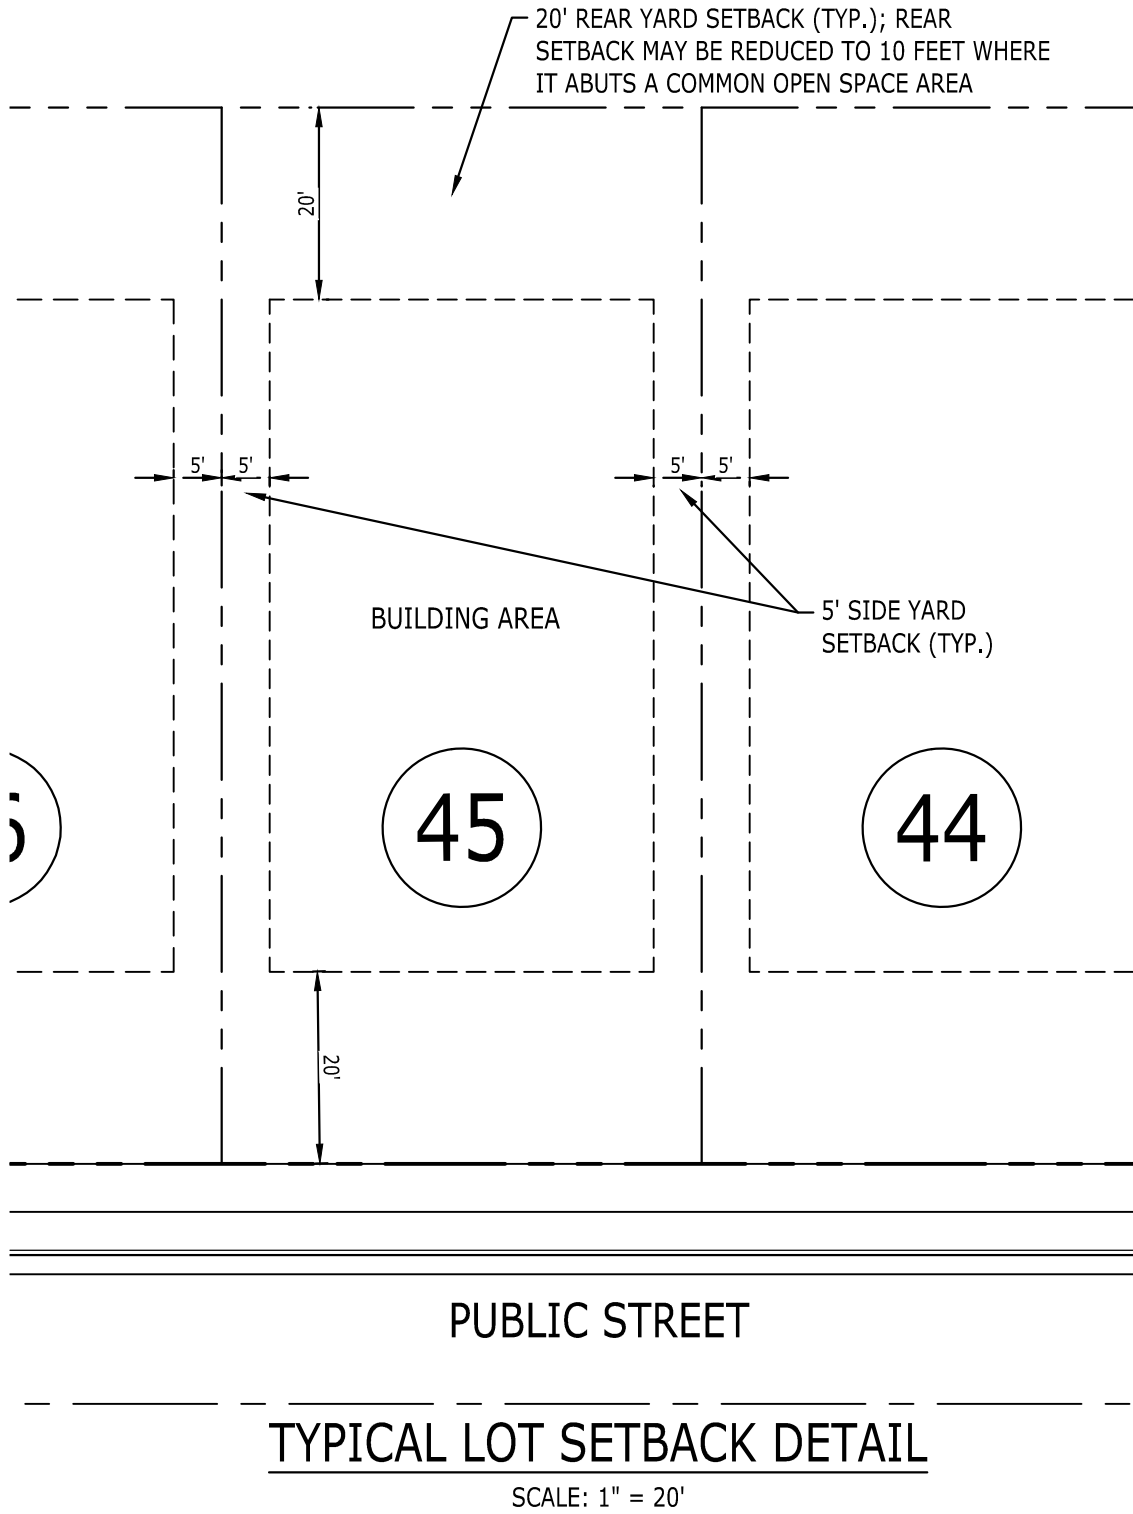 20' REAR YARD SETBACK (TYP.); REAR
SETBACK MAY BE REDUCED TO 10 FEET WHERE
IT ABUTS A COMMON OPEN SPACE AREA
20'
5'
5'
5'
5'
BUILDING AREA
5' SIDE YARD
SETBACK (TYP.)
45
44
20'
PUBLIC STREET
TYPICAL LOT SETBACK DETAIL
SCALE: 1" = 20'